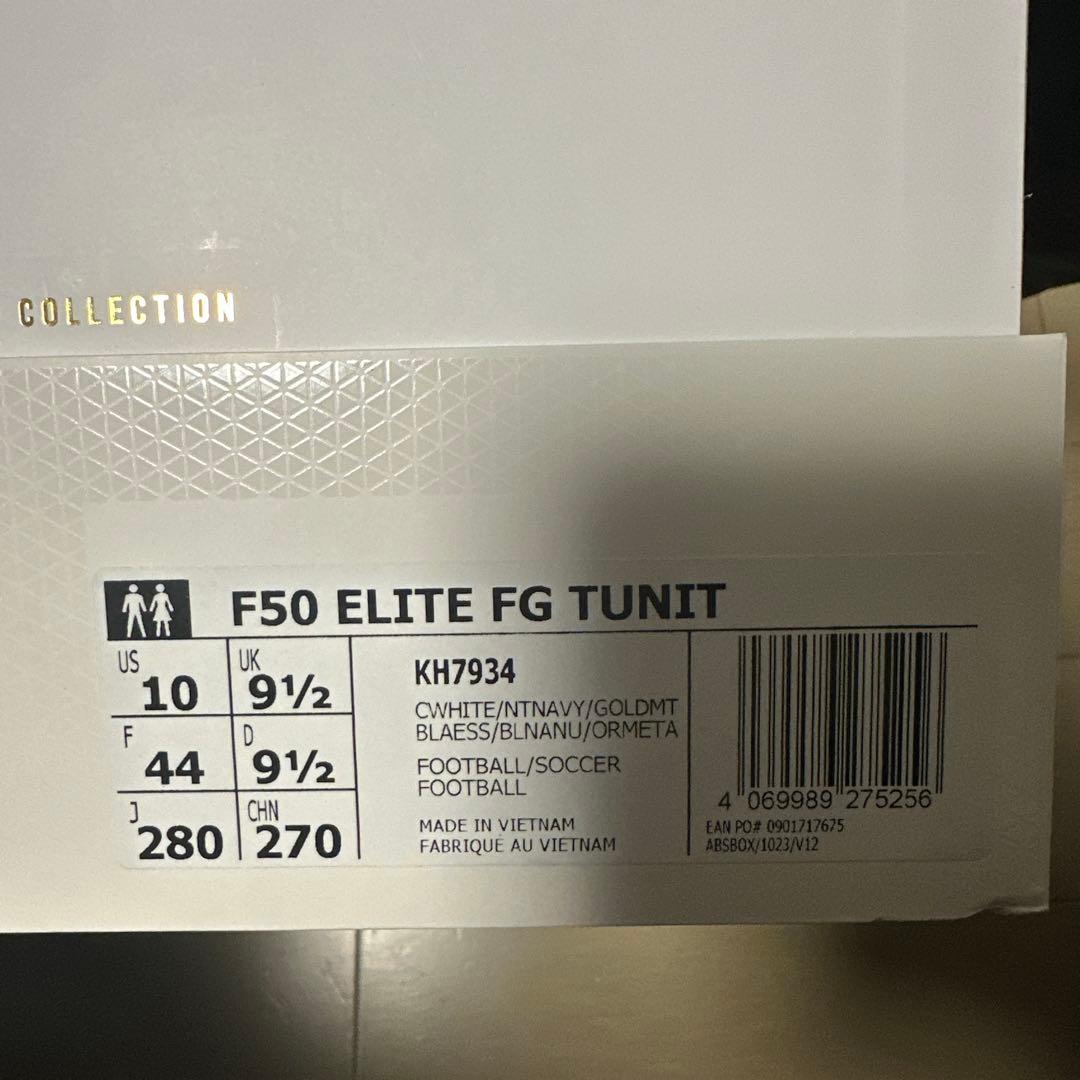 COLLECTION
F50 ELITE FG TUNIT
US 10 UK 9½
F 44 D 9½
J 280 CHN 270
KH7934
CWHITE/NTNAVY/GOLDMT
BLAESS/BLNANU/ORMETA
FOOTBALL/SOCCER
FOOTBALL
MADE IN VIETNAM
FABRIQUÉ AU VIETNAM
4 069989 275256
EAN PO# 0901717675
ABSBOX/1023/V12